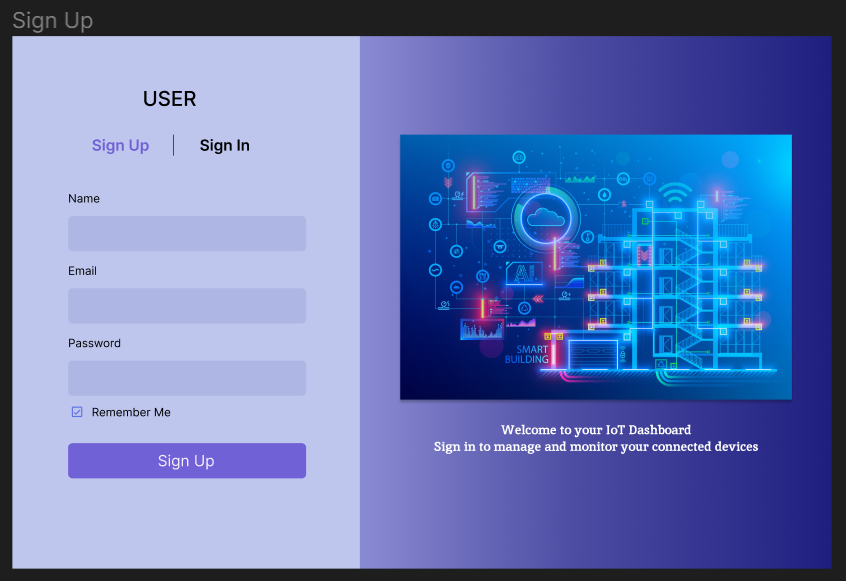 Sign Up
USER
Sign Up
Sign In
Name
Email
Password
Remember Me
Sign Up
AI
SMART
BUILDING
Welcome to your IoT Dashboard
Sign in to manage and monitor your connected devices